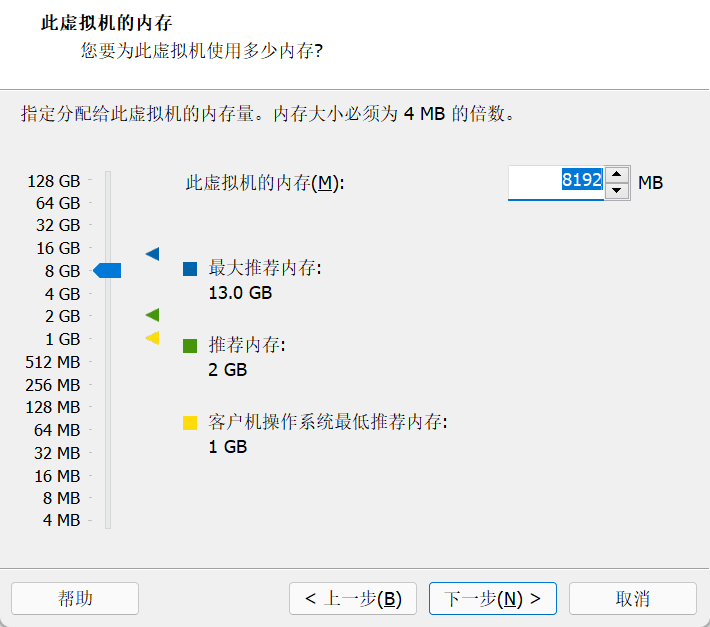 此虚拟机的内存
您要为此虚拟机使用多少内存?
指定分配给此虚拟机的内存量。内存大小必须为 4 MB 的倍数。
128 GB
64 GB
32 GB
16 GB
8 GB
4 GB
2 GB
1 GB
512 MB
256 MB
128 MB
64 MB
32 MB
16 MB
8 MB
4 MB
此虚拟机的内存(M): 8192 MB
最大推荐内存:
13.0 GB
推荐内存:
2 GB
客户机操作系统最低推荐内存:
1 GB
帮助 < 上一步(B) 下一步(N) > 取消